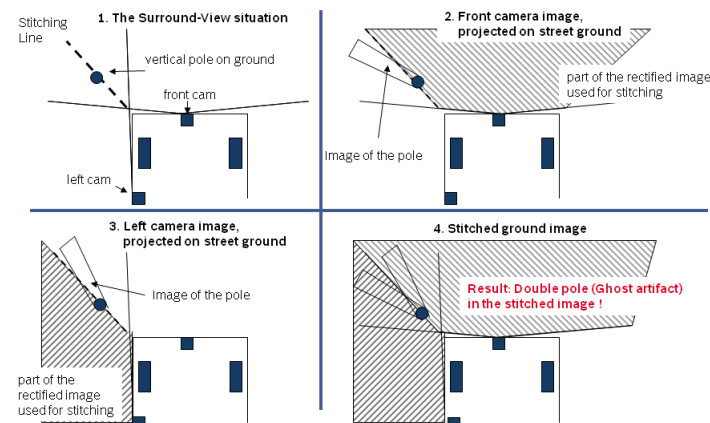 1. The Surround-View situation
Stitching
Line
vertical pole on ground
front cam
left cam
2. Front camera image,
projected on street ground
part of the rectified image
used for stitching
Image of the pole
3. Left camera image,
projected on street ground
Image of the pole
part of the
rectified image
used for stitching
4. Stitched ground image
Result: Double pole (Ghost artifact)
in the stitched image !